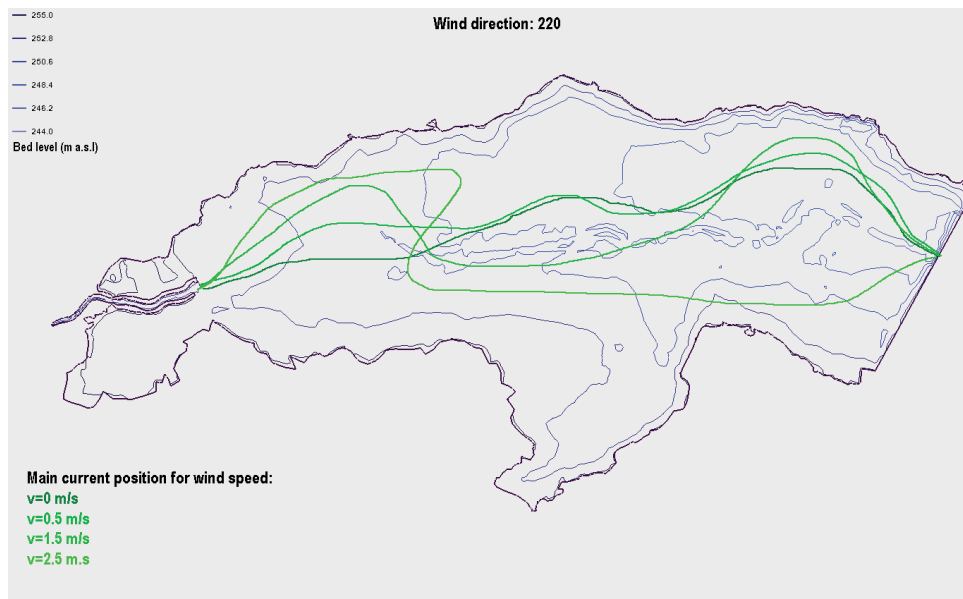 Wind direction: 220
255.0
252.8
250.6
248.4
246.2
244.0
Bed level (m a.s.l)
Main current position for wind speed:
v=0 m/s
v=0.5 m/s
v=1.5 m/s
v=2.5 m.s